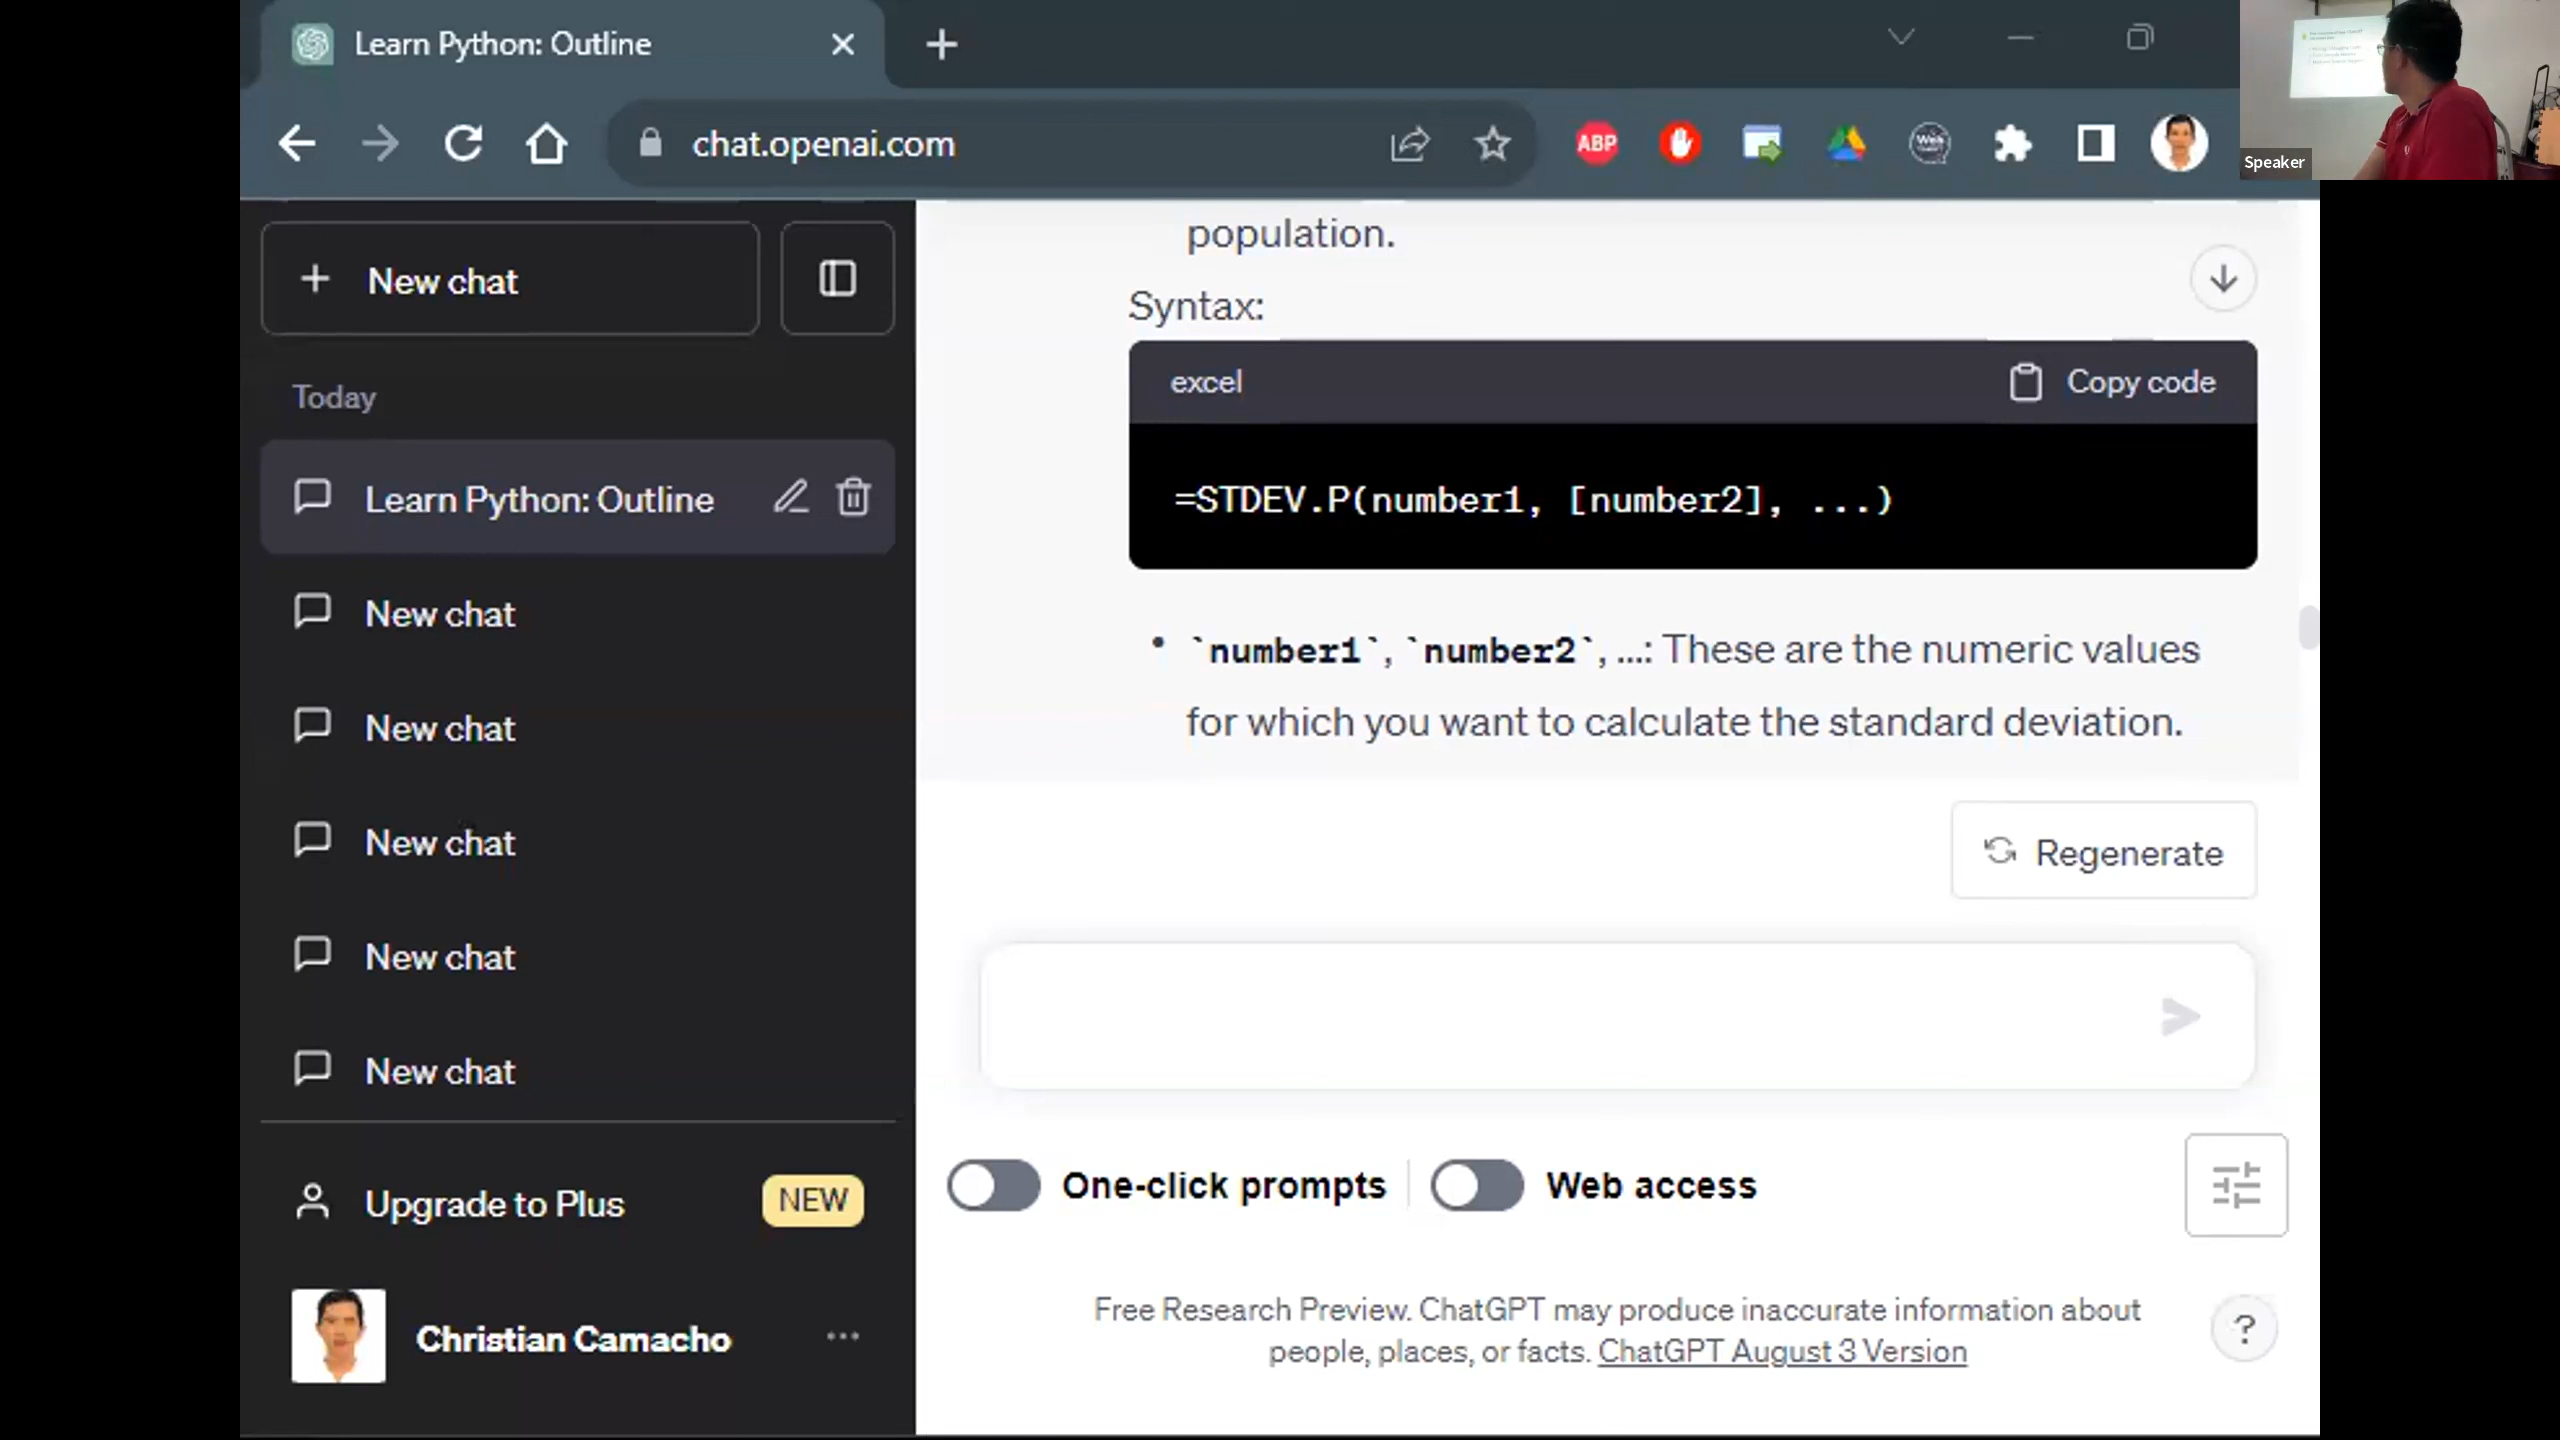 Learn Python: Outline
chat.openai.com
ABP
Web
Speaker
New chat
Today
Learn Python: Outline
New chat
New chat
New chat
New chat
New chat
Upgrade to Plus
NEW
Christian Camacho
population.
Syntax:
excel
Copy code
=STDEV.P(number1, [number2], ...)
• `number1`, `number2`, ...: These are the numeric values
for which you want to calculate the standard deviation.
Regenerate
One-click prompts
Web access
Free Research Preview. ChatGPT may produce inaccurate information about
people, places, or facts. ChatGPT August 3 Version
?